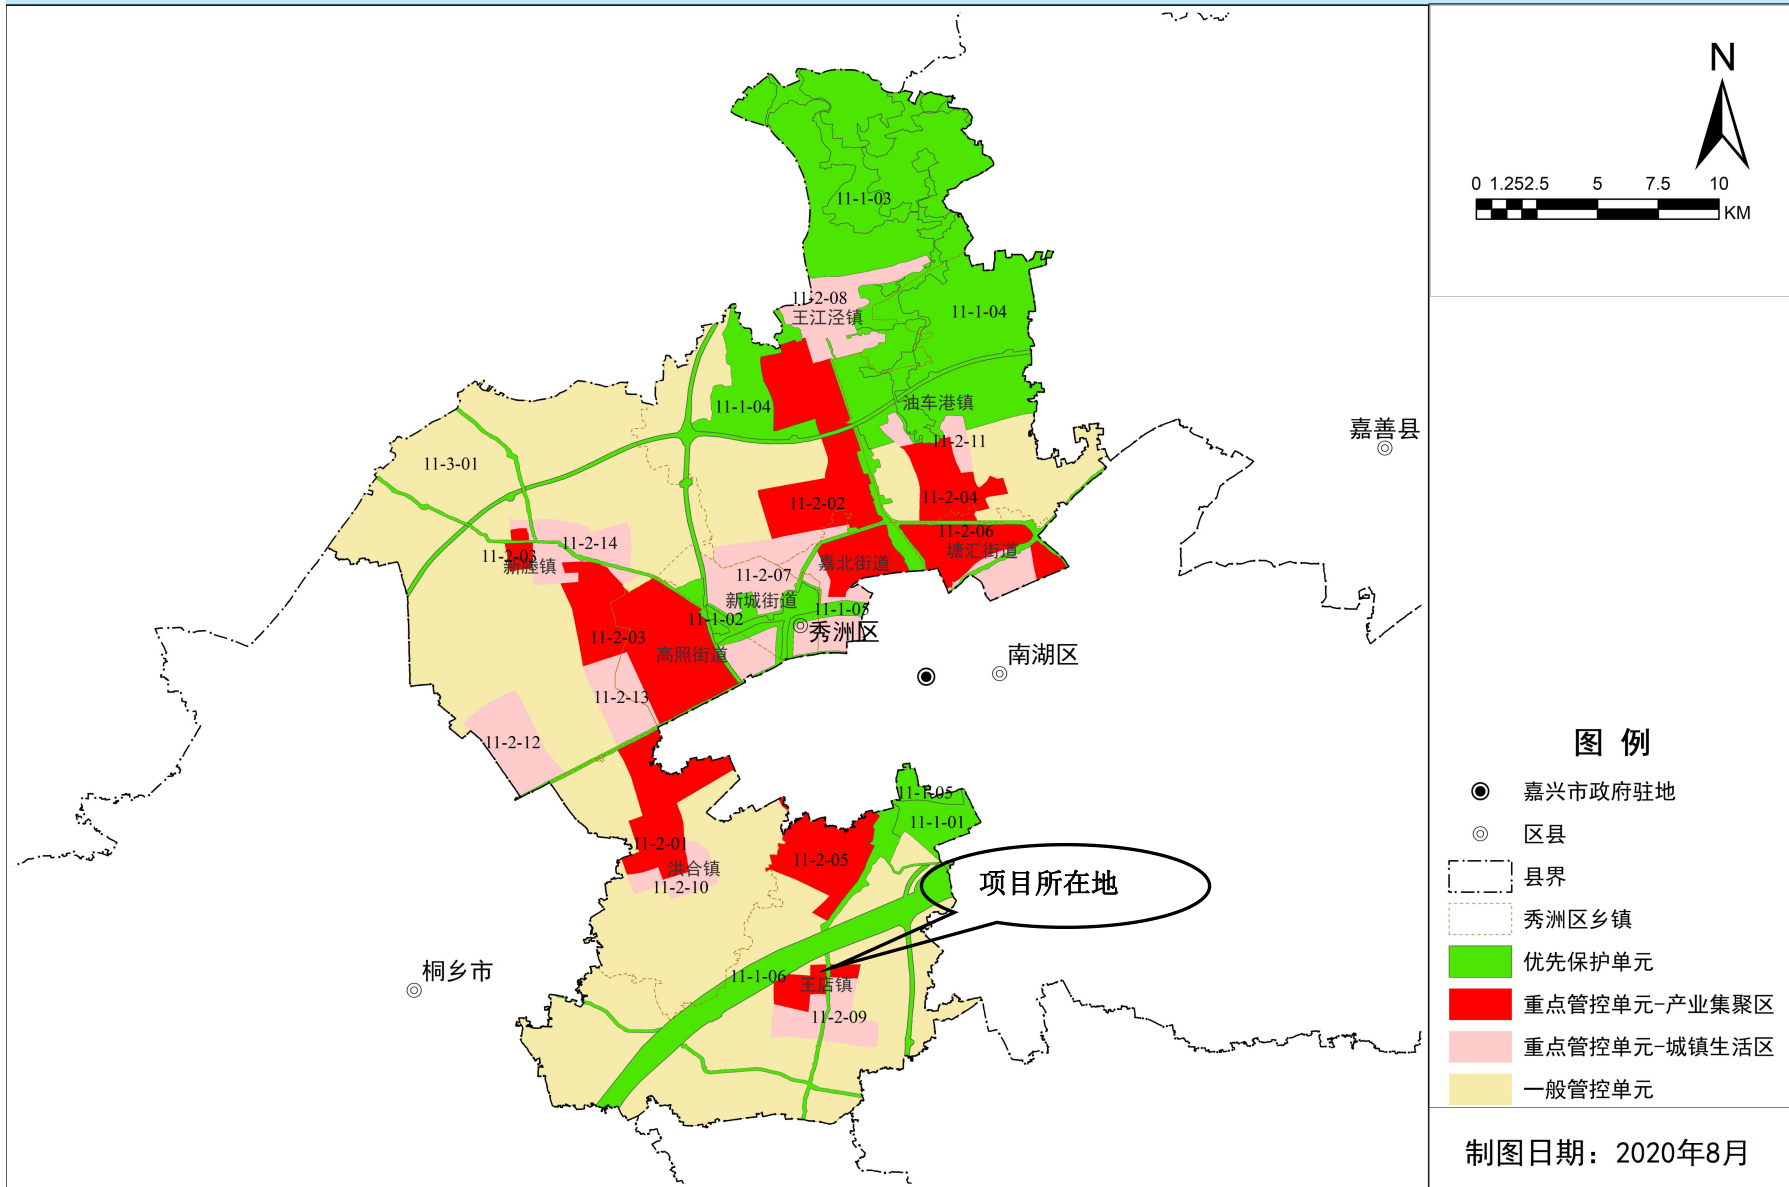 N
0 1.252.5 5 7.5 10
KM
11-1-03
11-2-08
王江泾镇
11-1-04
11-1-04
油车港镇
嘉善县
11-2-11
11-3-01
11-2-02
11-2-04
11-2-06
塘汇街道
11-2-14
11-2-03
新塍镇
嘉北街道
11-2-07
新城街道
11-1-05
11-1-02
秀洲区
11-2-03
高照街道
南湖区
11-2-13
11-2-12
11-1-05
11-1-01
11-2-01
洪合镇
11-2-10
11-2-05
项目所在地
桐乡市
11-1-06
王店镇
11-2-09
图 例
嘉兴市政府驻地
区县
县界
秀洲区乡镇
优先保护单元
重点管控单元-产业集聚区
重点管控单元-城镇生活区
一般管控单元
制图日期：2020年8月